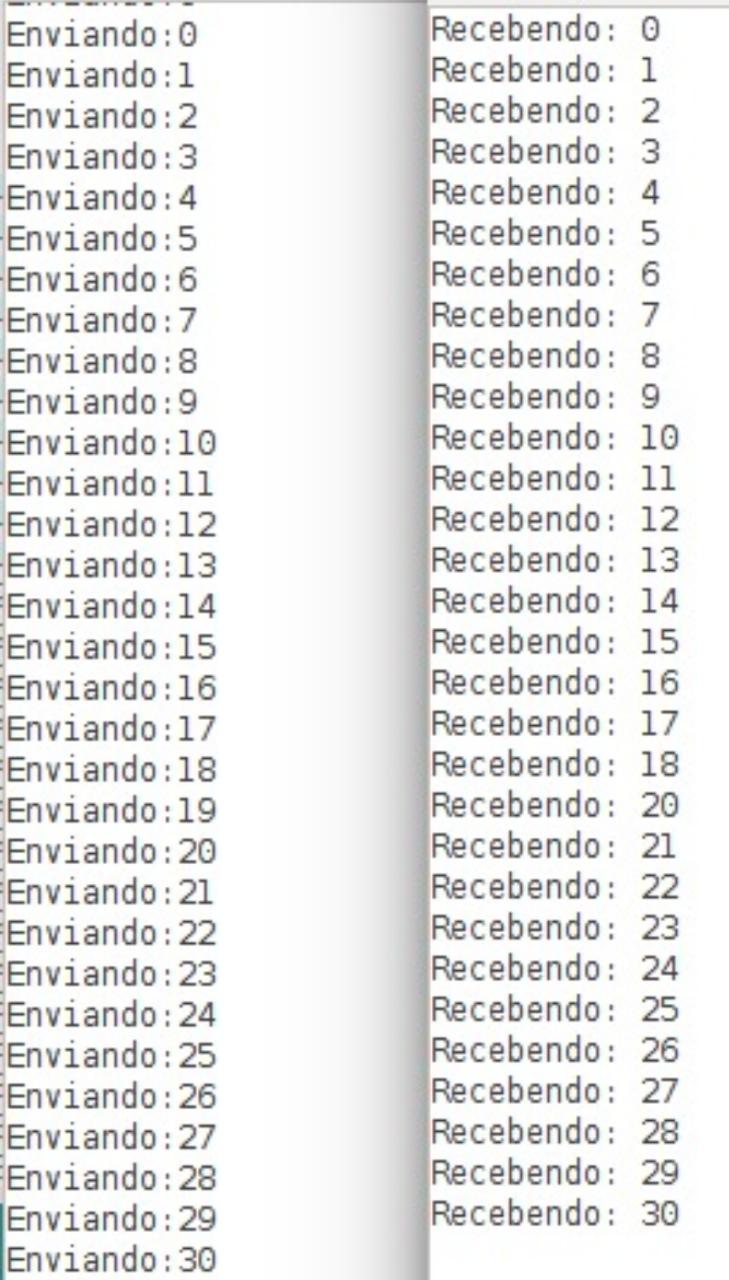 Enviando:0
Enviando:1
Enviando:2
Enviando:3
Enviando:4
Enviando:5
Enviando:6
Enviando:7
Enviando:8
Enviando:9
Enviando:10
Enviando:11
Enviando:12
Enviando:13
Enviando:14
Enviando:15
Enviando:16
Enviando:17
Enviando:18
Enviando:19
Enviando:20
Enviando:21
Enviando:22
Enviando:23
Enviando:24
Enviando:25
Enviando:26
Enviando:27
Enviando:28
Enviando:29
Enviando:30
Recebendo: 0
Recebendo: 1
Recebendo: 2
Recebendo: 3
Recebendo: 4
Recebendo: 5
Recebendo: 6
Recebendo: 7
Recebendo: 8
Recebendo: 9
Recebendo: 10
Recebendo: 11
Recebendo: 12
Recebendo: 13
Recebendo: 14
Recebendo: 15
Recebendo: 16
Recebendo: 17
Recebendo: 18
Recebendo: 20
Recebendo: 21
Recebendo: 22
Recebendo: 23
Recebendo: 24
Recebendo: 25
Recebendo: 26
Recebendo: 27
Recebendo: 28
Recebendo: 29
Recebendo: 30